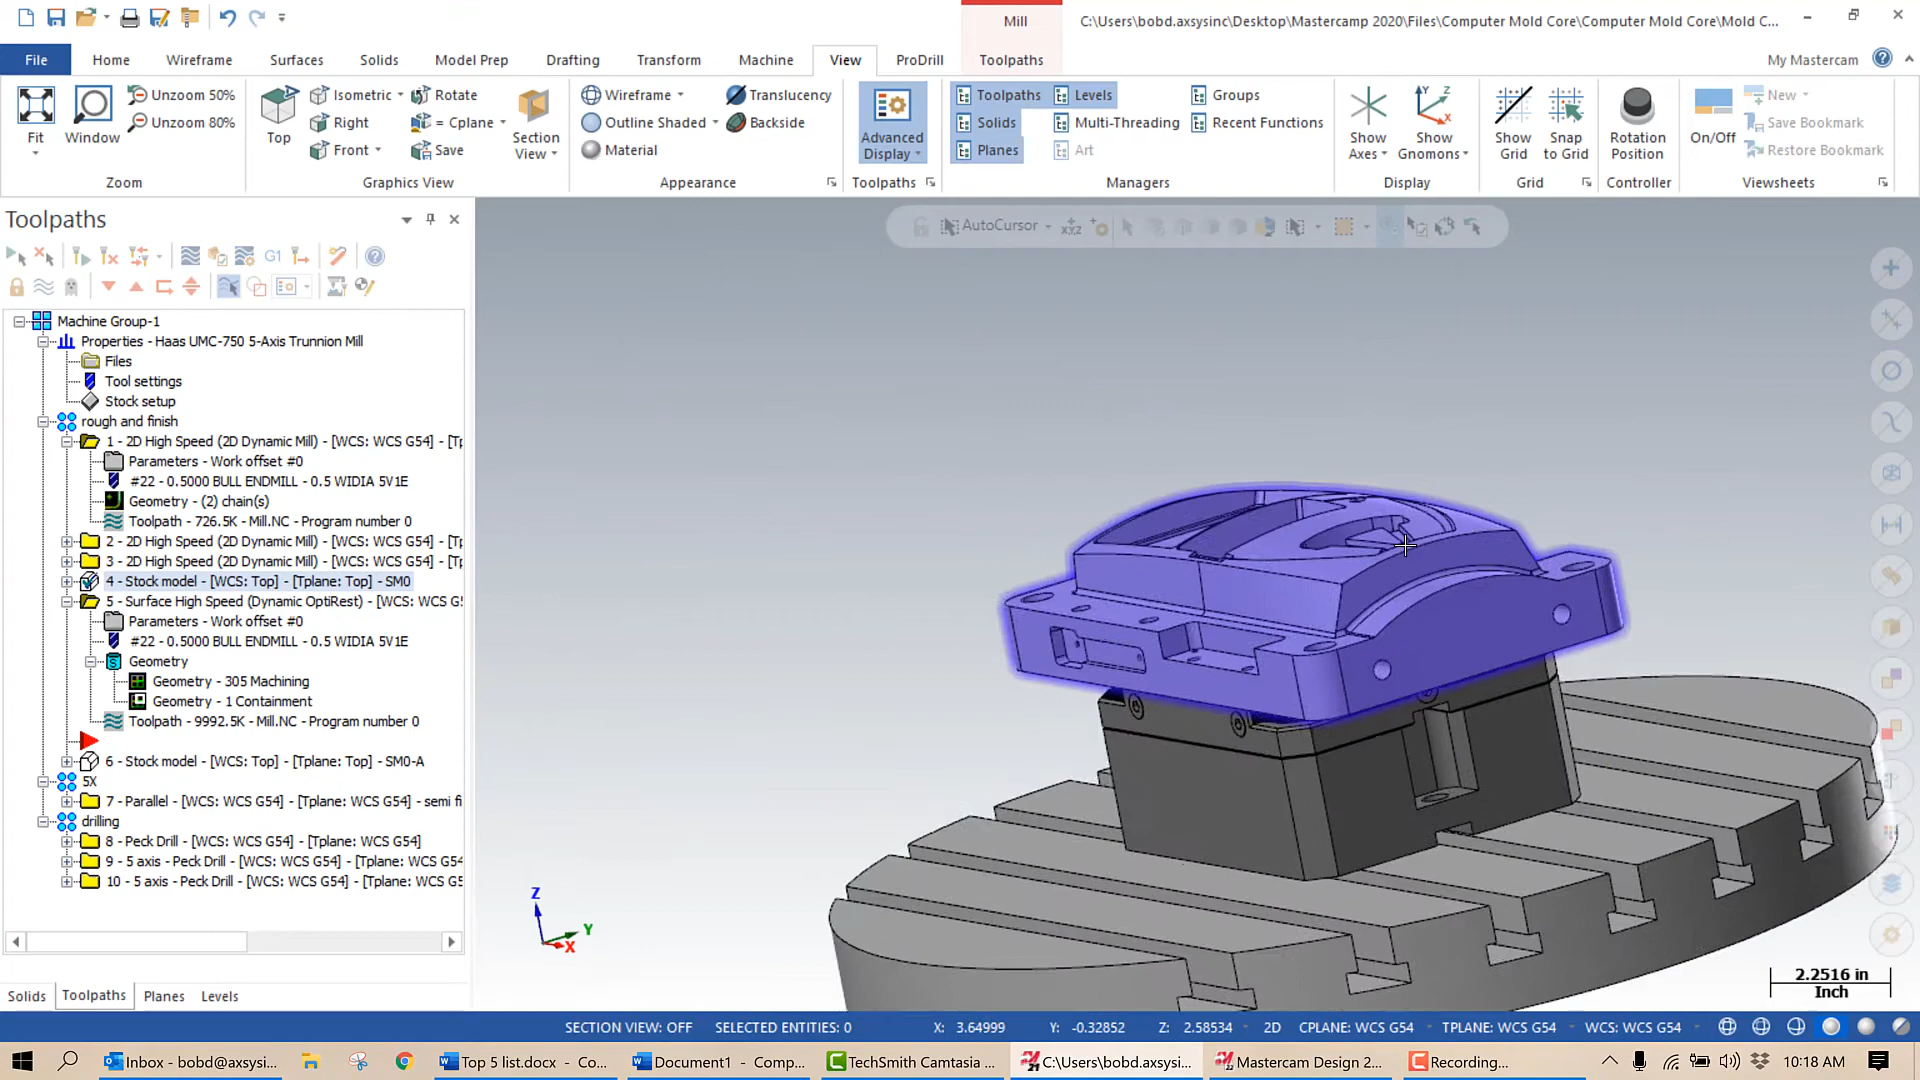 Mill
C:\Users\bobd.axsysinc\Desktop\Mastercamp 2020\Files\Computer Mold Core\Computer Mold Core\Mold C...
File Home Wireframe Surfaces Solids Model Prep Drafting Transform Machine View ProDrill Toolpaths My Mastercam
Fit Window Unzoom 50% Unzoom 80%
Zoom
Top Isometric Right Front Rotate = Cplane Save Section View
Graphics View
Wireframe Outline Shaded Material Translucency Backside
Appearance
Advanced Display
Toolpaths
Toolpaths Solids Planes Levels Multi-Threading Art Groups Recent Functions
Managers
Show Axes Show Gnomons
Display
Show Grid Snap to Grid
Grid
Rotation Position
Controller
On/Off New Save Bookmark Restore Bookmark
Viewsheets
Toolpaths
G1
AutoCursor
Machine Group-1
Properties - Haas UMC-750 5-Axis Trunnion Mill
Files
Tool settings
Stock setup
rough and finish
1 - 2D High Speed (2D Dynamic Mill) - [WCS: WCS G54] - [Tp
Parameters - Work offset #0
#22 - 0.5000 BULL ENDMILL - 0.5 WIDIA 5V1E
Geometry - (2) chain(s)
Toolpath - 726.5K - Mill.NC - Program number 0
2 - 2D High Speed (2D Dynamic Mill) - [WCS: WCS G54] - [Tp
3 - 2D High Speed (2D Dynamic Mill) - [WCS: WCS G54] - [Tp
4 - Stock model - [WCS: Top] - [Tplane: Top] - SM0
5 - Surface High Speed (Dynamic OptiRest) - [WCS: WCS G5
Parameters - Work offset #0
#22 - 0.5000 BULL ENDMILL - 0.5 WIDIA 5V1E
Geometry
Geometry - 305 Machining
Geometry - 1 Containment
Toolpath - 9992.5K - Mill.NC - Program number 0
6 - Stock model - [WCS: Top] - [Tplane: Top] - SM0-A
5X
7 - Parallel - [WCS: WCS G54] - [Tplane: WCS G54] - semi fi
drilling
8 - Peck Drill - [WCS: WCS G54] - [Tplane: WCS G54]
9 - 5 axis - Peck Drill - [WCS: WCS G54] - [Tplane: WCS G5
10 - 5 axis - Peck Drill - [WCS: WCS G54] - [Tplane: WCS G5
Z
Y
X
2.2516 in
Inch
Solids Toolpaths Planes Levels
SECTION VIEW: OFF SELECTED ENTITIES: 0 X: 3.64999 Y: -0.32852 Z: 2.58534 2D CPLANE: WCS G54 TPLANE: WCS G54 WCS: WCS G54
Inbox - bobd@axsysi... Top 5 list.docx - Co... Document1 - Comp... TechSmith Camtasia ... C:\Users\bobd.axsysi... Mastercam Design 2... Recording... 10:18 AM